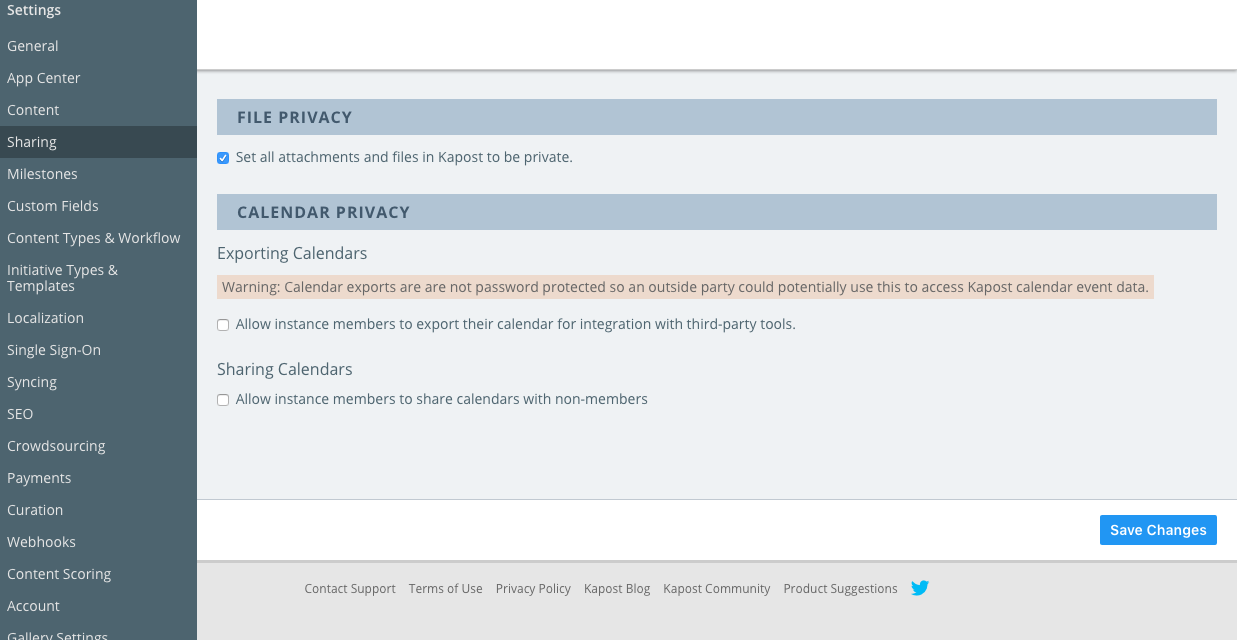 Settings
General
App Center
Content
Sharing
Milestones
Custom Fields
Content Types & Workflow
Initiative Types &
Templates
Localization
Single Sign-On
Syncing
SEO
Crowdsourcing
Payments
Curation
Webhooks
Content Scoring
Account
Gallery Settings
FILE PRIVACY
Set all attachments and files in Kapost to be private.
CALENDAR PRIVACY
Exporting Calendars
Warning: Calendar exports are are not password protected so an outside party could potentially use this to access Kapost calendar event data.
Allow instance members to export their calendar for integration with third-party tools.
Sharing Calendars
Allow instance members to share calendars with non-members
Save Changes
Contact Support Terms of Use Privacy Policy Kapost Blog Kapost Community Product Suggestions